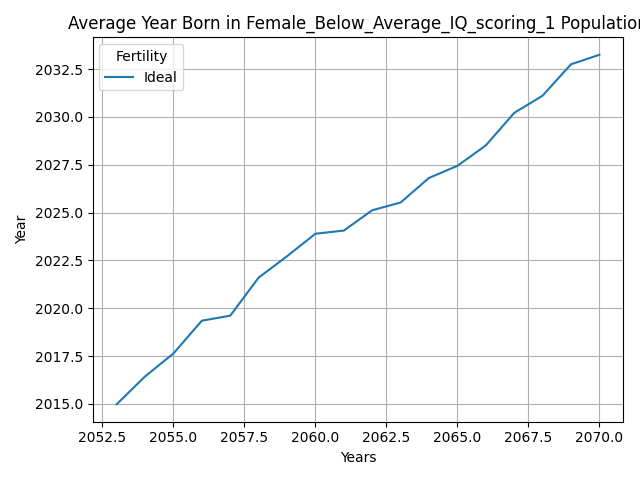 Average Year Born in Female_Below_Average_IQ_scoring_1 Population
Fertility
Ideal
Year
2032.5
2030.0
2027.5
2025.0
2022.5
2020.0
2017.5
2015.0
2052.5 2055.0 2057.5 2060.0 2062.5 2065.0 2067.5 2070.0
Years